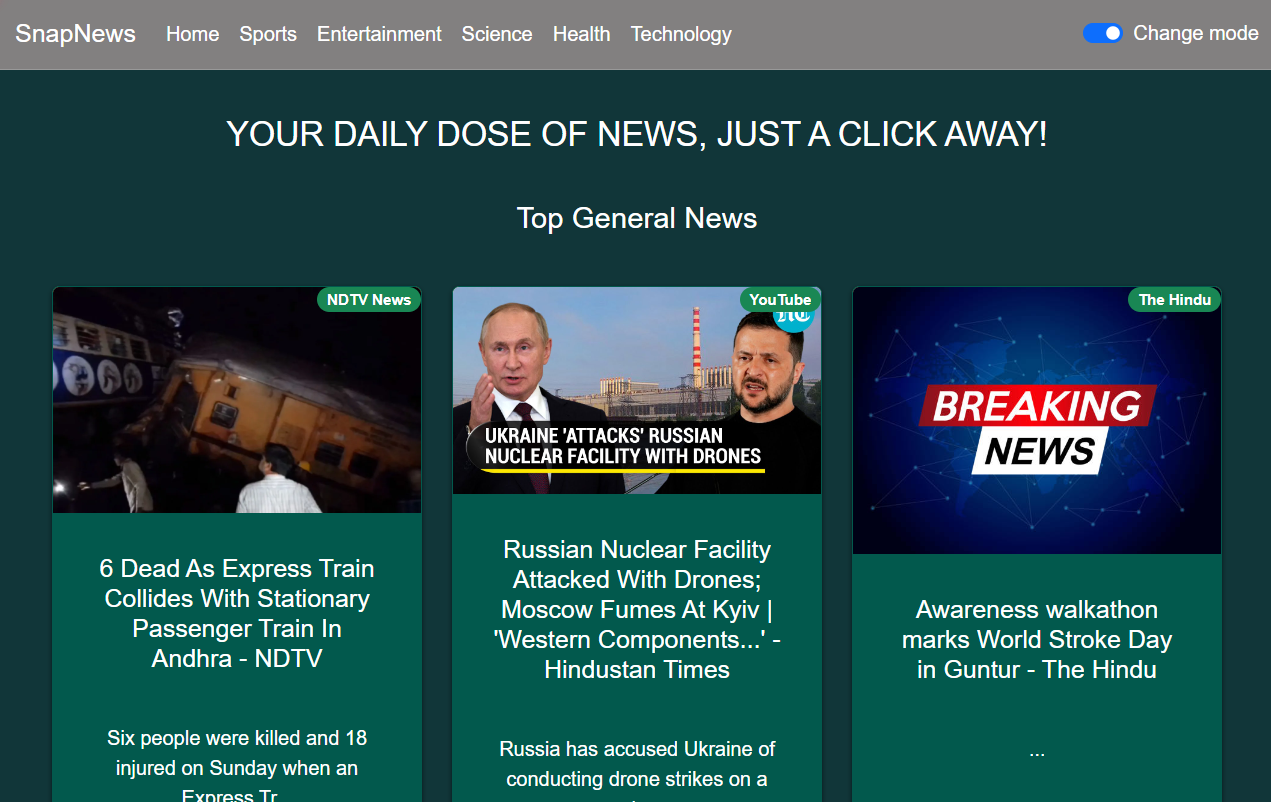 SnapNews Home Sports Entertainment Science Health Technology Change mode
YOUR DAILY DOSE OF NEWS, JUST A CLICK AWAY!
Top General News
NDTV News
6 Dead As Express Train
Collides With Stationary
Passenger Train In
Andhra - NDTV
Six people were killed and 18
injured on Sunday when an
Express Tr
YouTube
UKRAINE 'ATTACKS' RUSSIAN
NUCLEAR FACILITY WITH DRONES
Russian Nuclear Facility
Attacked With Drones;
Moscow Fumes At Kyiv |
'Western Components...' -
Hindustan Times
Russia has accused Ukraine of
conducting drone strikes on a
The Hindu
BREAKING
NEWS
Awareness walkathon
marks World Stroke Day
in Guntur - The Hindu
...